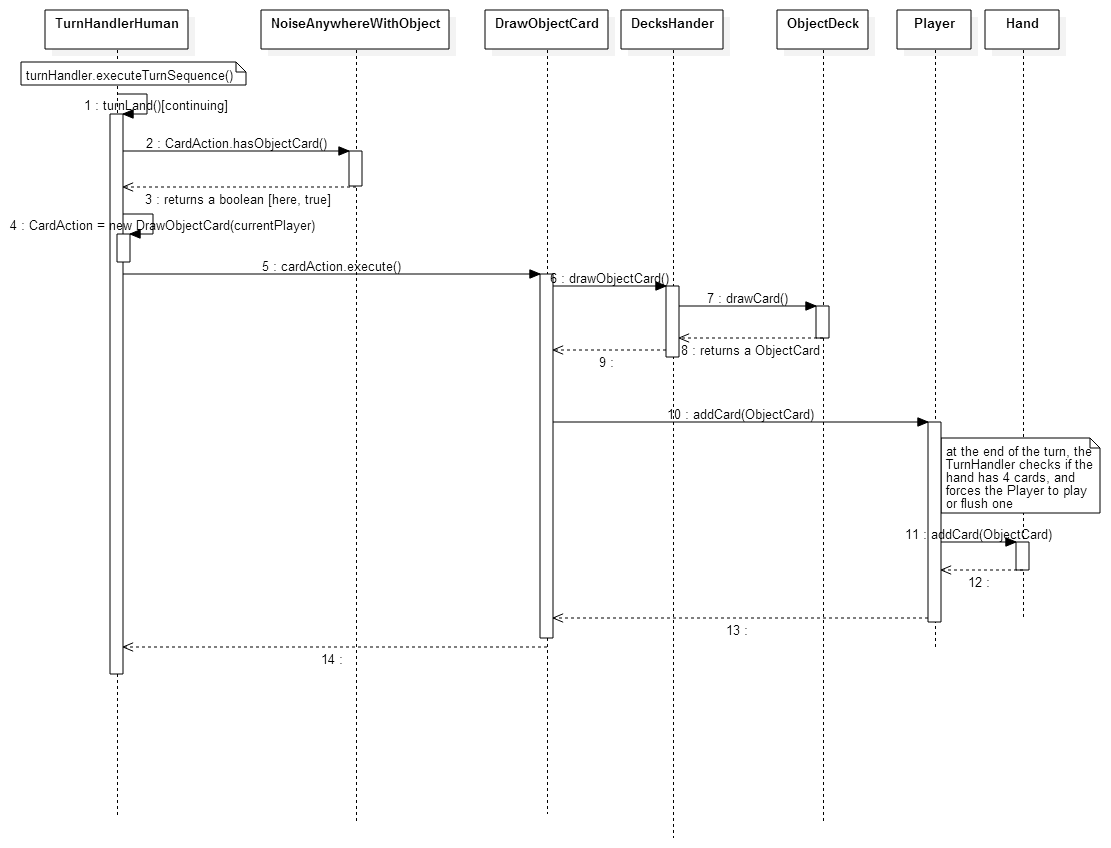 TurnHandlerHuman
NoiseAnywhereWithObject
DrawObjectCard
DecksHander
ObjectDeck
Player
Hand
turnHandler.executeTurnSequence()
1 : turnLand()[continuing]
2 : CardAction.hasObjectCard()
3 : returns a boolean [here, true]
4 : CardAction = new DrawObjectCard(currentPlayer)
5 : cardAction.execute()
6 : drawObjectCard()
7 : drawCard()
8 : returns a ObjectCard
9 :
10 : addCard(ObjectCard)
at the end of the turn, the
TurnHandler checks if the
hand has 4 cards, and
forces the Player to play
or flush one
11 : addCard(ObjectCard)
12 :
13 :
14 :